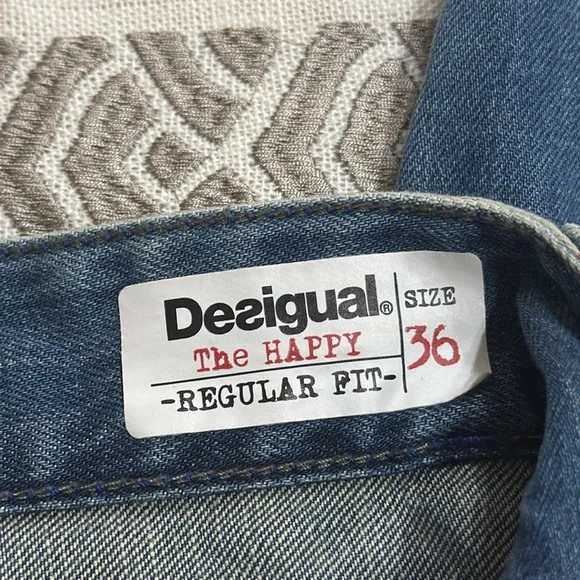 Desigual®
The HAPPY
-REGULAR FIT-
SIZE
36